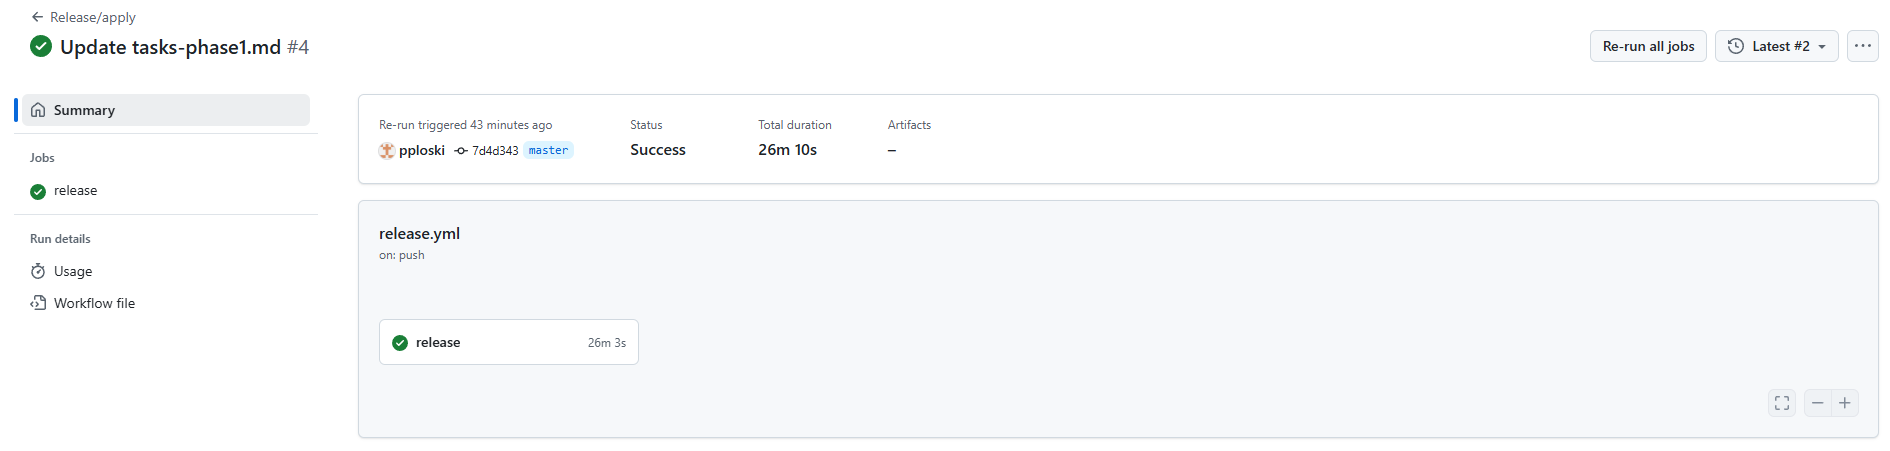 Release/apply
Update tasks-phase1.md #4
Re-run all jobs
Latest #2
Summary
Jobs
release
Run details
Usage
Workflow file
Re-run triggered 43 minutes ago
pploski 7d4d343 master
Status
Success
Total duration
26m 10s
Artifacts
–
release.yml
on: push
release 26m 3s